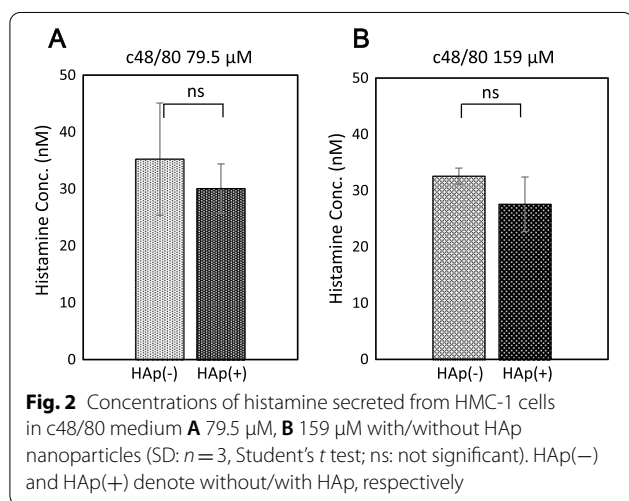 A
c48/80 79.5 µM
50
40
30
20
10
0
Histamine Conc. (nM)
ns
HAp(-) HAp(+)
B
c48/80 159 µM
50
40
30
20
10
0
Histamine Conc. (nM)
ns
HAp(-) HAp(+)
Fig. 2 Concentrations of histamine secreted from HMC-1 cells
in c48/80 medium A 79.5 µM, B 159 µM with/without HAp
nanoparticles (SD: n = 3, Student's t test; ns: not significant). HAp(−)
and HAp(+) denote without/with HAp, respectively